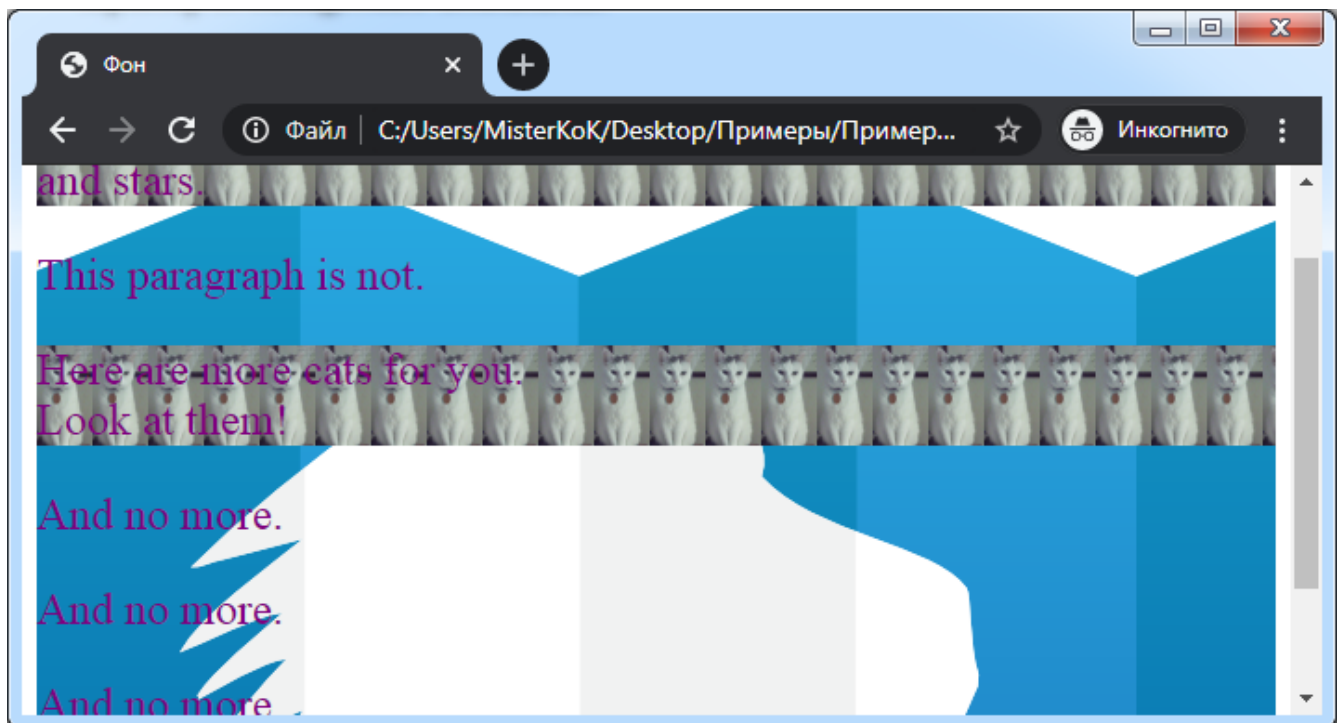 Фон
Файл C:/Users/MisterKoK/Desktop/Примеры/Пример... Инкогнито
and stars.
This paragraph is not.
Here are more cats for you.
Look at them!
And no more.
And no more.
And no more